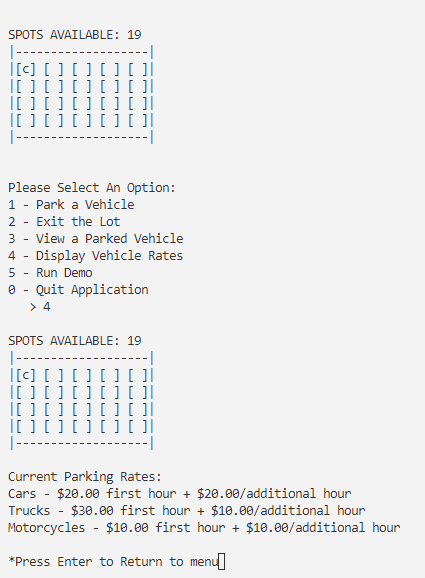 SPOTS AVAILABLE: 19
|-------------------|
|[c] [ ] [ ] [ ] [ ]|
|[ ] [ ] [ ] [ ] [ ]|
|[ ] [ ] [ ] [ ] [ ]|
|[ ] [ ] [ ] [ ] [ ]|
|-------------------|
Please Select An Option:
1 - Park a Vehicle
2 - Exit the Lot
3 - View a Parked Vehicle
4 - Display Vehicle Rates
5 - Run Demo
0 - Quit Application
> 4
SPOTS AVAILABLE: 19
|-------------------|
|[c] [ ] [ ] [ ] [ ]|
|[ ] [ ] [ ] [ ] [ ]|
|[ ] [ ] [ ] [ ] [ ]|
|[ ] [ ] [ ] [ ] [ ]|
|-------------------|
Current Parking Rates:
Cars - $20.00 first hour + $20.00/additional hour
Trucks - $30.00 first hour + $10.00/additional hour
Motorcycles - $10.00 first hour + $10.00/additional hour
*Press Enter to Return to menu